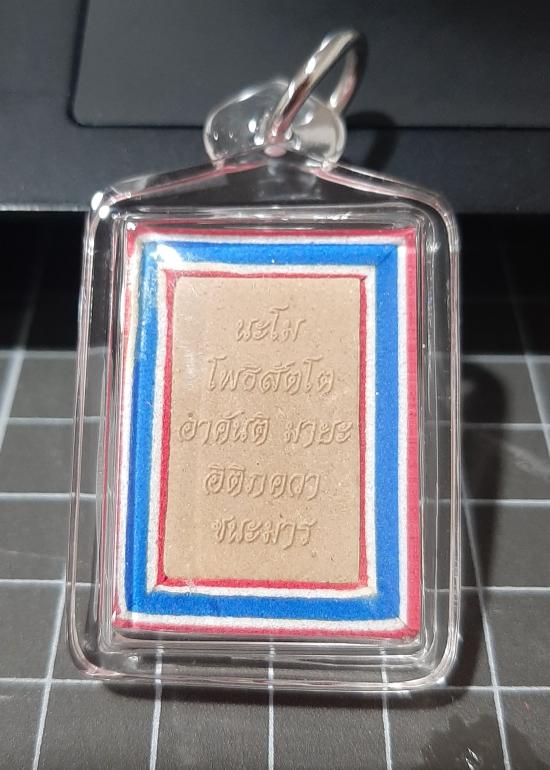 นะโม
โพธิสัตโต
อาคันติ มายะ
อิติภควา
ชนะมาร